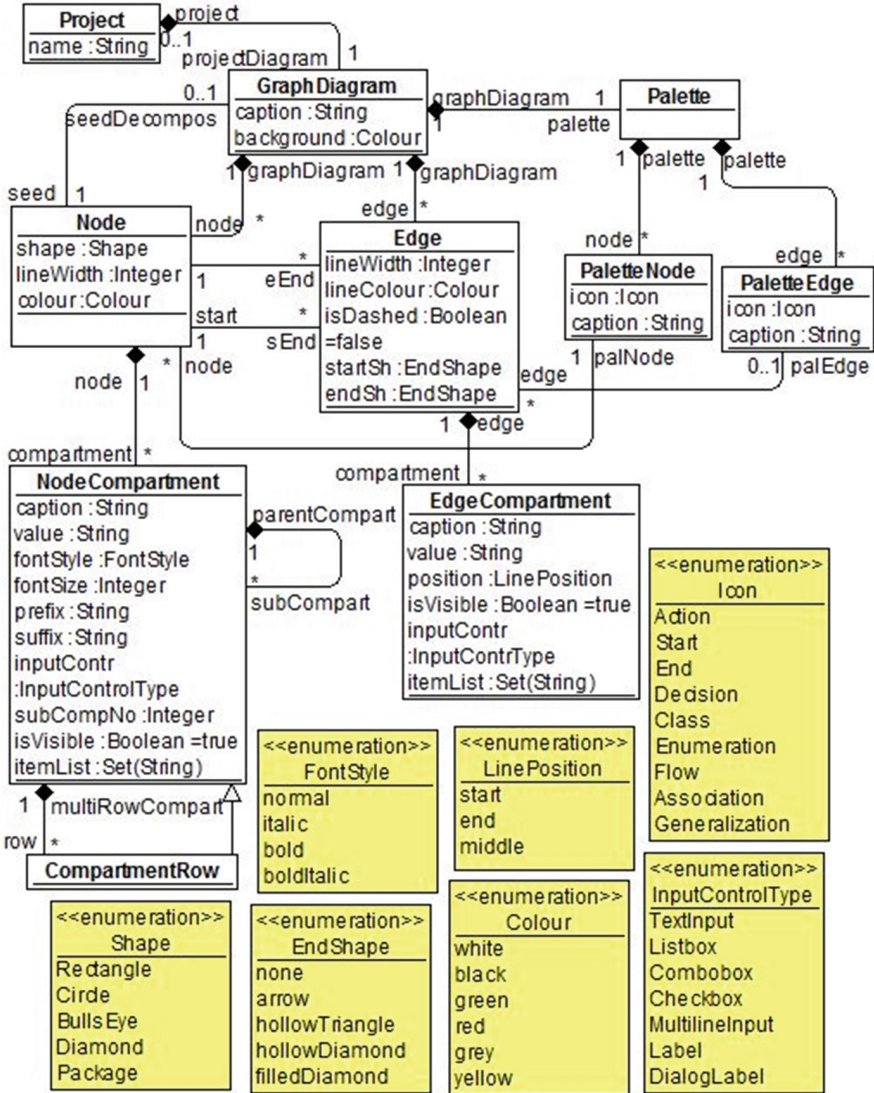 Project
name :String
project
0..1
projectDiagram
1
0..1
seedDecompos
GraphDiagram
caption :String
background :Colour
graphDiagram
1
1
palette
Palette
1 graphDiagram
1 graphDiagram
1 palette
palette
1
seed 1
node *
edge *
node *
edge *
Node
shape :Shape
lineWidth :Integer
colour :Colour
1
*
eEnd
start
1
*
sEnd
Edge
lineWidth :Integer
lineColour :Colour
isDashed :Boolean
=false
startSh :EndShape
endSh :EndShape
PaletteNode
icon :Icon
caption :String
PaletteEdge
icon :Icon
caption :String
node 1
* node
1 palNode
edge
*
0..1 palEdge
1 edge
compartment *
compartment *
NodeCompartment
caption :String
value :String
fontStyle :FontStyle
fontSize :Integer
prefix :String
suffix :String
inputContr
:InputControlType
subCompNo :Integer
isVisible :Boolean =true
itemList :Set(String)
parentCompart
1
*
subCompart
EdgeCompartment
caption :String
value :String
position :LinePosition
isVisible :Boolean =true
inputContr
:InputContrType
itemList :Set(String)
1 multiRowCompart
row *
CompartmentRow
<<enumeration>>
Icon
Action
Start
End
Decision
Class
Enumeration
Flow
Association
Generalization
<<enumeration>>
FontStyle
normal
italic
bold
boldItalic
<<enumeration>>
LinePosition
start
end
middle
<<enumeration>>
Shape
Rectangle
Circle
BullsEye
Diamond
Package
<<enumeration>>
EndShape
none
arrow
hollowTriangle
hollowDiamond
filledDiamond
<<enumeration>>
Colour
white
black
green
red
grey
yellow
<<enumeration>>
InputControlType
TextInput
Listbox
Combobox
Checkbox
MultilineInput
Label
DialogLabel